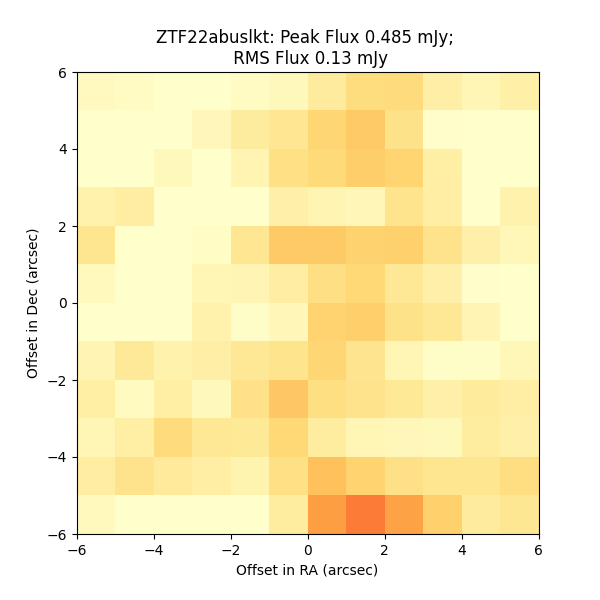 ZTF22abuslkt: Peak Flux 0.485 mJy;
RMS Flux 0.13 mJy
6
4
2
0
−2
−4
−6
Offset in Dec (arcsec)
−6 −4 −2 0 2 4 6
Offset in RA (arcsec)